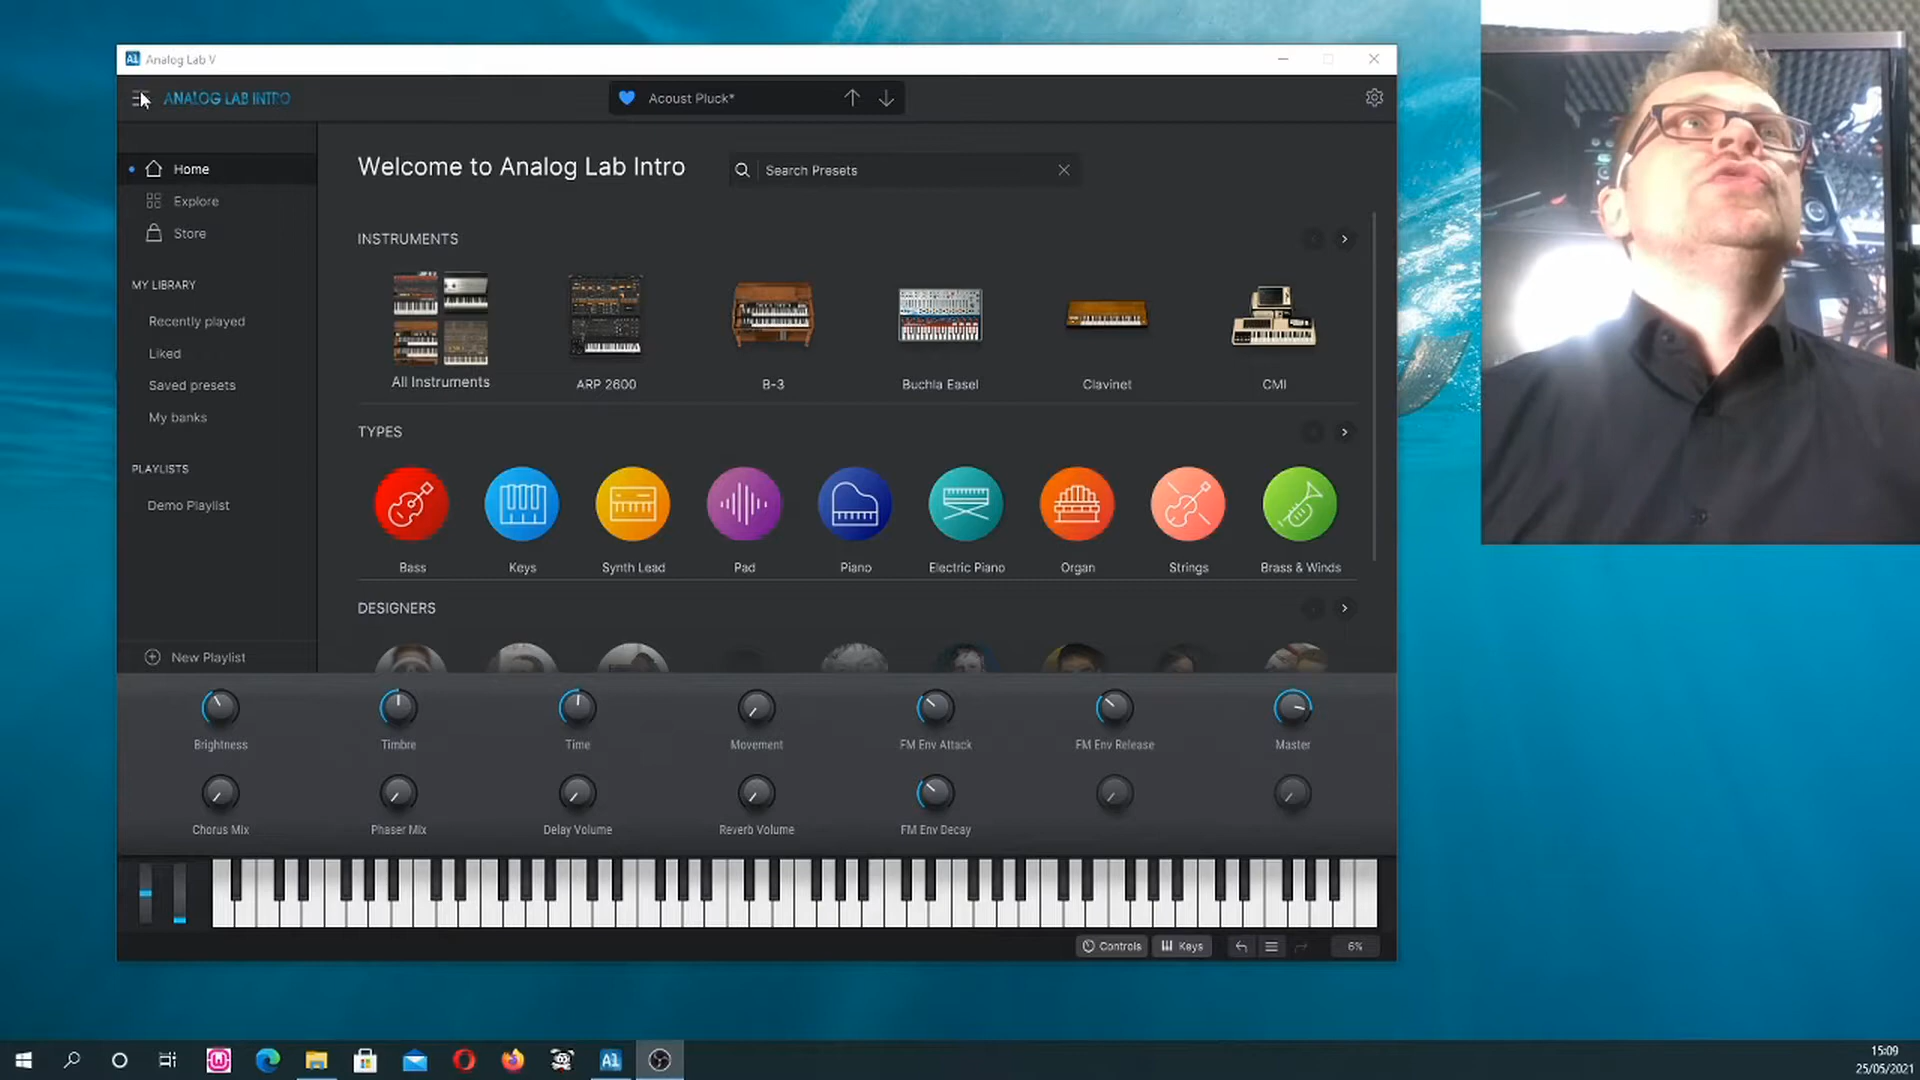 Analog Lab V
ANALOG LAB INTRO
Acoust Pluck*
Home
Explore
Store
MY LIBRARY
Recently played
Liked
Saved presets
My banks
PLAYLISTS
Demo Playlist
New Playlist
Welcome to Analog Lab Intro
Search Presets
INSTRUMENTS
All Instruments
ARP 2600
B-3
Buchla Easel
Clavinet
CMI
TYPES
Bass
Keys
Synth Lead
Pad
Piano
Electric Piano
Organ
Strings
Brass & Winds
DESIGNERS
Brightness
Timbre
Time
Movement
FM Env Attack
FM Env Release
Master
Chorus Mix
Phaser Mix
Delay Volume
Reverb Volume
FM Env Decay
Controls
Keys
6%
15:09
25/05/2021